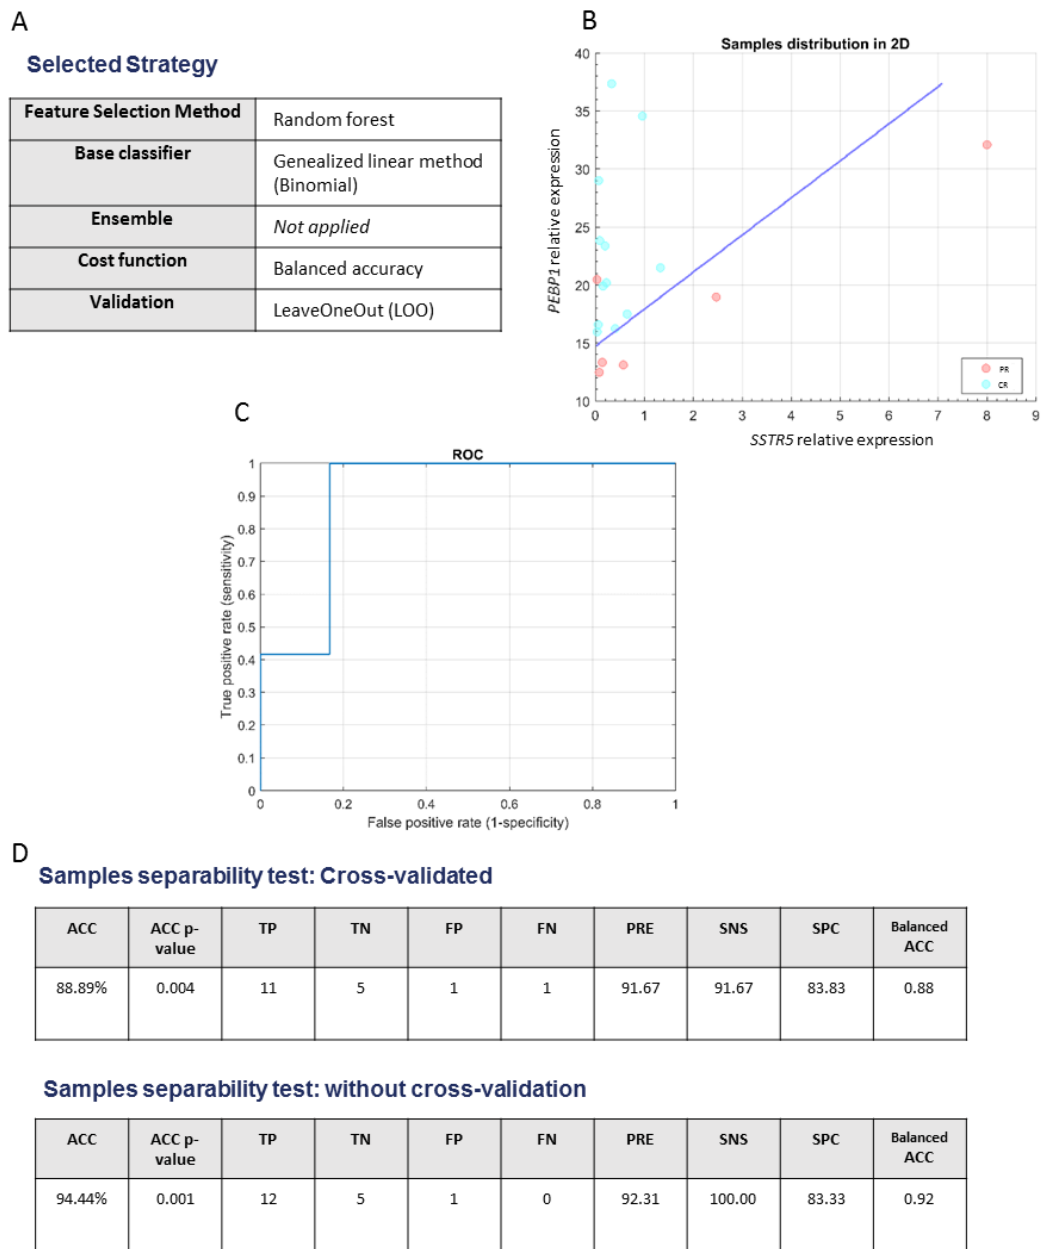 A
Selected Strategy
Feature Selection Method
Random forest
Base classifier
Genealized linear method
(Binomial)
Ensemble
Not applied
Cost function
Balanced accuracy
Validation
LeaveOneOut (LOO)
B
Samples distribution in 2D
PEBP1 relative expression
40
35
30
25
20
15
10
0 1 2 3 4 5 6 7 8 9
SSTR5 relative expression
PR
CR
C
ROC
True positive rate (sensitivity)
1
0.9
0.8
0.7
0.6
0.5
0.4
0.3
0.2
0.1
0
0 0.2 0.4 0.6 0.8 1
False positive rate (1-specificity)
D
Samples separability test: Cross-validated
ACC ACC p-value TP TN FP FN PRE SNS SPC Balanced ACC
88.89% 0.004 11 5 1 1 91.67 91.67 83.83 0.88
Samples separability test: without cross-validation
ACC ACC p-value TP TN FP FN PRE SNS SPC Balanced ACC
94.44% 0.001 12 5 1 0 92.31 100.00 83.33 0.92